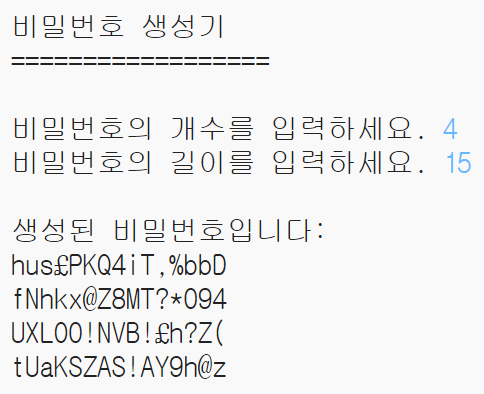 비밀번호 생성기
==================
비밀번호의 개수를 입력하세요. 4
비밀번호의 길이를 입력하세요. 15
생성된 비밀번호입니다:
hus£PKQ4iT,%bbD
fNhkx@Z8MT?*094
UXLOO!NVB!£h?Z(
tUaKSZAS!AY9h@z